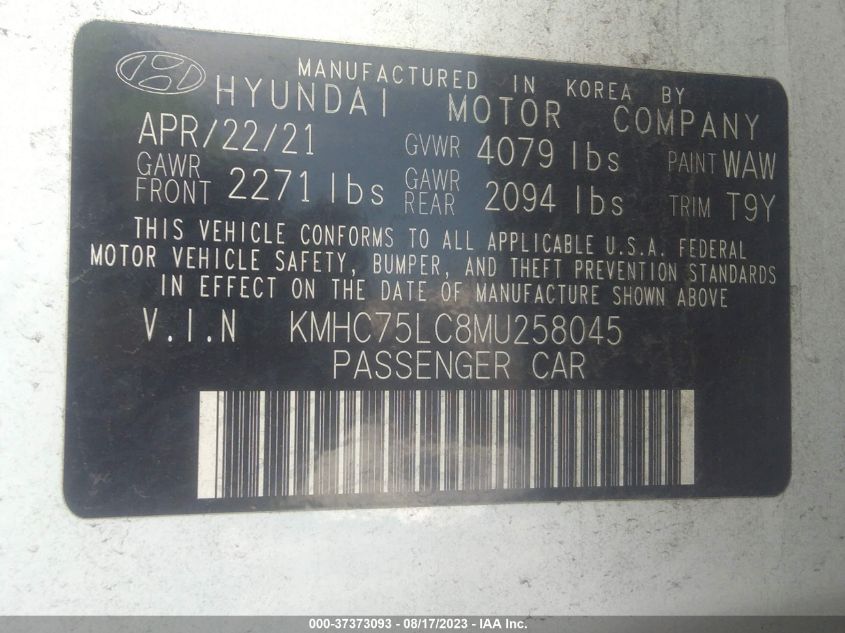 MANUFACTURED IN KOREA BY
HYUNDAI MOTOR COMPANY
APR/22/21 GVWR 4079 lbs PAINT WAW
GAWR FRONT 2271 lbs GAWR REAR 2094 lbs TRIM T9Y
THIS VEHICLE CONFORMS TO ALL APPLICABLE U.S.A. FEDERAL
MOTOR VEHICLE SAFETY, BUMPER, AND THEFT PREVENTION STANDARDS
IN EFFECT ON THE DATE OF MANUFACTURE SHOWN ABOVE
V.I.N KMHC75LC8MU258045
PASSENGER CAR
000-37373093 - 08/17/2023 - IAA Inc.